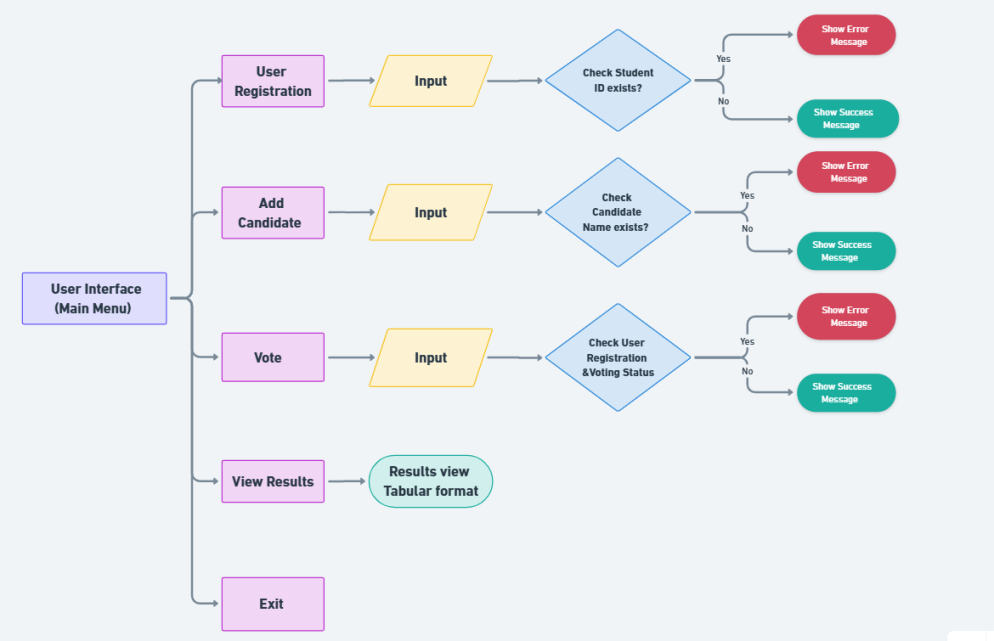 User Interface
(Main Menu)
User
Registration
Input
Check Student
ID exists?
Yes
No
Show Error
Message
Show Success
Message
Add
Candidate
Input
Check
Candidate
Name exists?
Yes
No
Show Error
Message
Show Success
Message
Vote
Input
Check User
Registration
&Voting Status
Yes
No
Show Error
Message
Show Success
Message
View Results
Results view
Tabular format
Exit